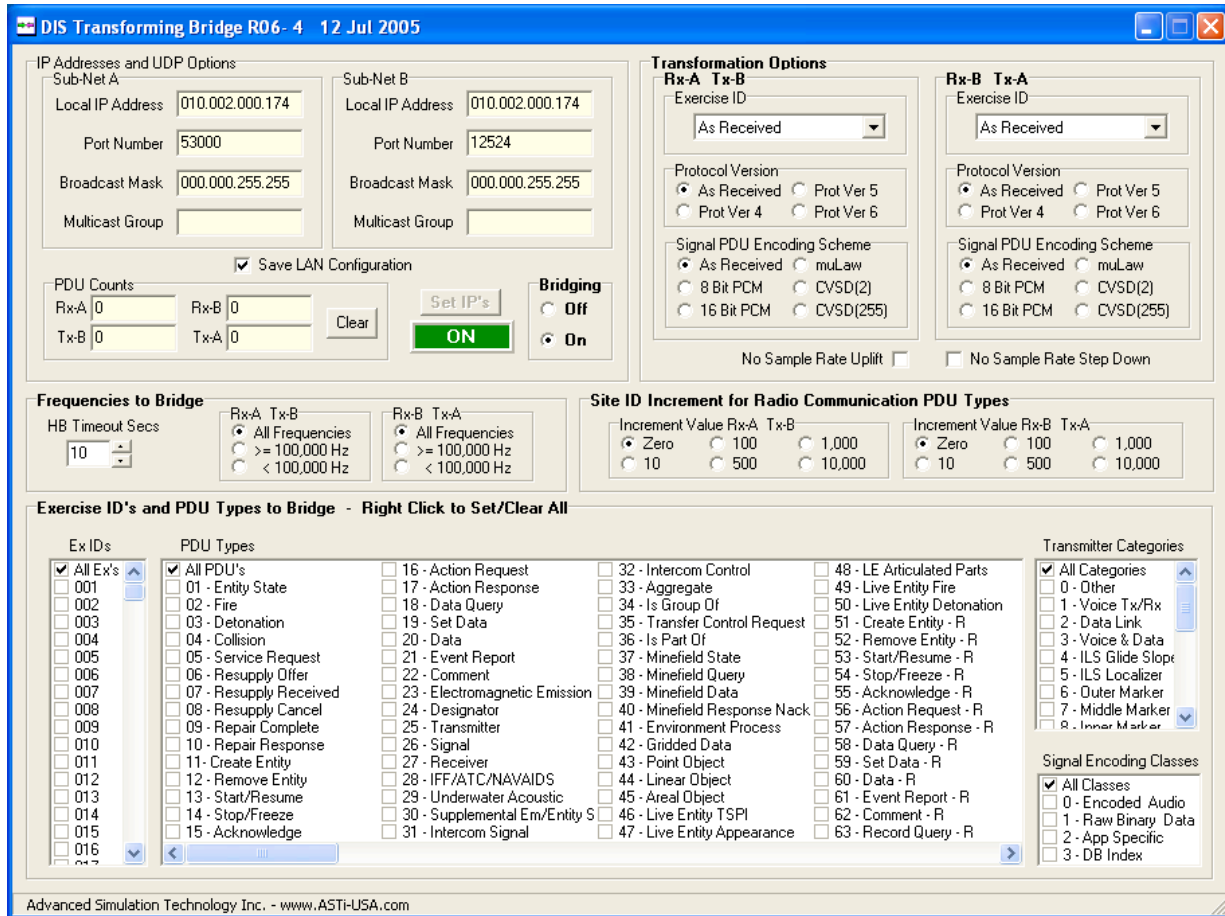 DIS Transforming Bridge R06- 4 12 Jul 2005
IP Addresses and UDP Options
Sub-Net A
Local IP Address 010.002.000.174
Port Number 53000
Broadcast Mask 000.000.255.255
Multicast Group
Sub-Net B
Local IP Address 010.002.000.174
Port Number 12524
Broadcast Mask 000.000.255.255
Multicast Group
Save LAN Configuration
PDU Counts
Rx-A 0 Rx-B 0
Tx-B 0 Tx-A 0
Clear
Set IP's
ON
Bridging
Off
On
Transformation Options
Rx-A Tx-B
Exercise ID
As Received
Protocol Version
As Received Prot Ver 5
Prot Ver 4 Prot Ver 6
Signal PDU Encoding Scheme
As Received muLaw
8 Bit PCM CVSD(2)
16 Bit PCM CVSD(255)
No Sample Rate Uplift
Rx-B Tx-A
Exercise ID
As Received
Protocol Version
As Received Prot Ver 5
Prot Ver 4 Prot Ver 6
Signal PDU Encoding Scheme
As Received muLaw
8 Bit PCM CVSD(2)
16 Bit PCM CVSD(255)
No Sample Rate Step Down
Frequencies to Bridge
HB Timeout Secs
10
Rx-A Tx-B
All Frequencies
>= 100,000 Hz
< 100,000 Hz
Rx-B Tx-A
All Frequencies
>= 100,000 Hz
< 100,000 Hz
Site ID Increment for Radio Communication PDU Types
Increment Value Rx-A Tx-B
Zero 100 1,000
10 500 10,000
Increment Value Rx-B Tx-A
Zero 100 1,000
10 500 10,000
Exercise ID's and PDU Types to Bridge - Right Click to Set/Clear All
Ex IDs
All Ex's
001
002
003
004
005
006
007
008
009
010
011
012
013
014
015
016
017
PDU Types
All PDU's
01 - Entity State
02 - Fire
03 - Detonation
04 - Collision
05 - Service Request
06 - Resupply Offer
07 - Resupply Received
08 - Resupply Cancel
09 - Repair Complete
10 - Repair Response
11- Create Entity
12 - Remove Entity
13 - Start/Resume
14 - Stop/Freeze
15 - Acknowledge
16 - Action Request
17 - Action Response
18 - Data Query
19 - Set Data
20 - Data
21 - Event Report
22 - Comment
23 - Electromagnetic Emission
24 - Designator
25 - Transmitter
26 - Signal
27 - Receiver
28 - IFF/ATC/NAVAIDS
29 - Underwater Acoustic
30 - Supplemental Em/Entity S
31 - Intercom Signal
32 - Intercom Control
33 - Aggregate
34 - Is Group Of
35 - Transfer Control Request
36 - Is Part Of
37 - Minefield State
38 - Minefield Query
39 - Minefield Data
40 - Minefield Response Nack
41 - Environment Process
42 - Gridded Data
43 - Point Object
44 - Linear Object
45 - Areal Object
46 - Live Entity TSPI
47 - Live Entity Appearance
48 - LE Articulated Parts
49 - Live Entity Fire
50 - Live Entity Detonation
51 - Create Entity - R
52 - Remove Entity - R
53 - Start/Resume - R
54 - Stop/Freeze - R
55 - Acknowledge - R
56 - Action Request - R
57 - Action Response - R
58 - Data Query - R
59 - Set Data - R
60 - Data - R
61 - Event Report - R
62 - Comment - R
63 - Record Query - R
Transmitter Categories
All Categories
0 - Other
1 - Voice Tx/Rx
2 - Data Link
3 - Voice & Data
4 - ILS Glide Slope
5 - ILS Localizer
6 - Outer Marker
7 - Middle Marker
8 - Inner Marker
Signal Encoding Classes
All Classes
0 - Encoded Audio
1 - Raw Binary Data
2 - App Specific
3 - DB Index
Advanced Simulation Technology Inc. - www.ASTi-USA.com